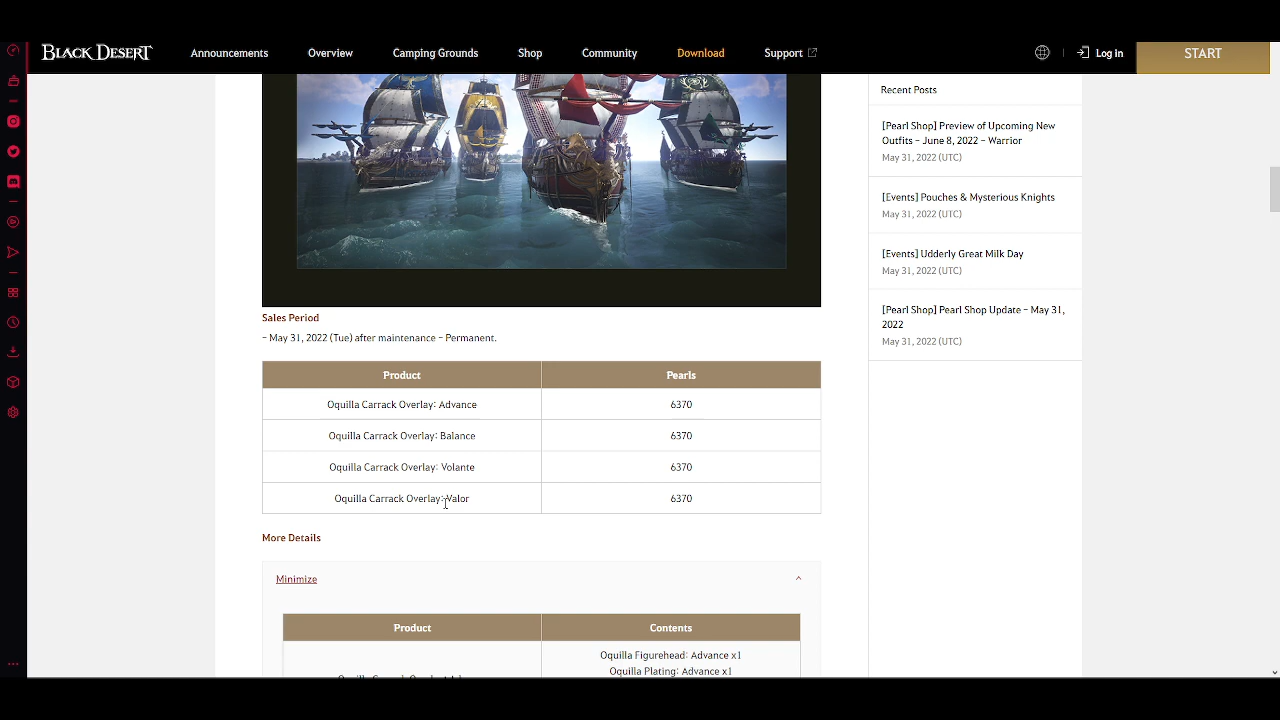 BLACK DESERT
Announcements
Overview
Camping Grounds
Shop
Community
Download
Support
Log in
START
Sales Period
– May 31, 2022 (Tue) after maintenance – Permanent.
Product Pearls
Oquilla Carrack Overlay: Advance 6370
Oquilla Carrack Overlay: Balance 6370
Oquilla Carrack Overlay: Volante 6370
Oquilla Carrack Overlay: Valor 6370
More Details
Minimize
Product Contents
Oquilla Figurehead: Advance x1
Oquilla Plating: Advance x1
Recent Posts
[Pearl Shop] Preview of Upcoming New
Outfits – June 8, 2022 – Warrior
May 31, 2022 (UTC)
[Events] Pouches & Mysterious Knights
May 31, 2022 (UTC)
[Events] Udderly Great Milk Day
May 31, 2022 (UTC)
[Pearl Shop] Pearl Shop Update – May 31,
2022
May 31, 2022 (UTC)